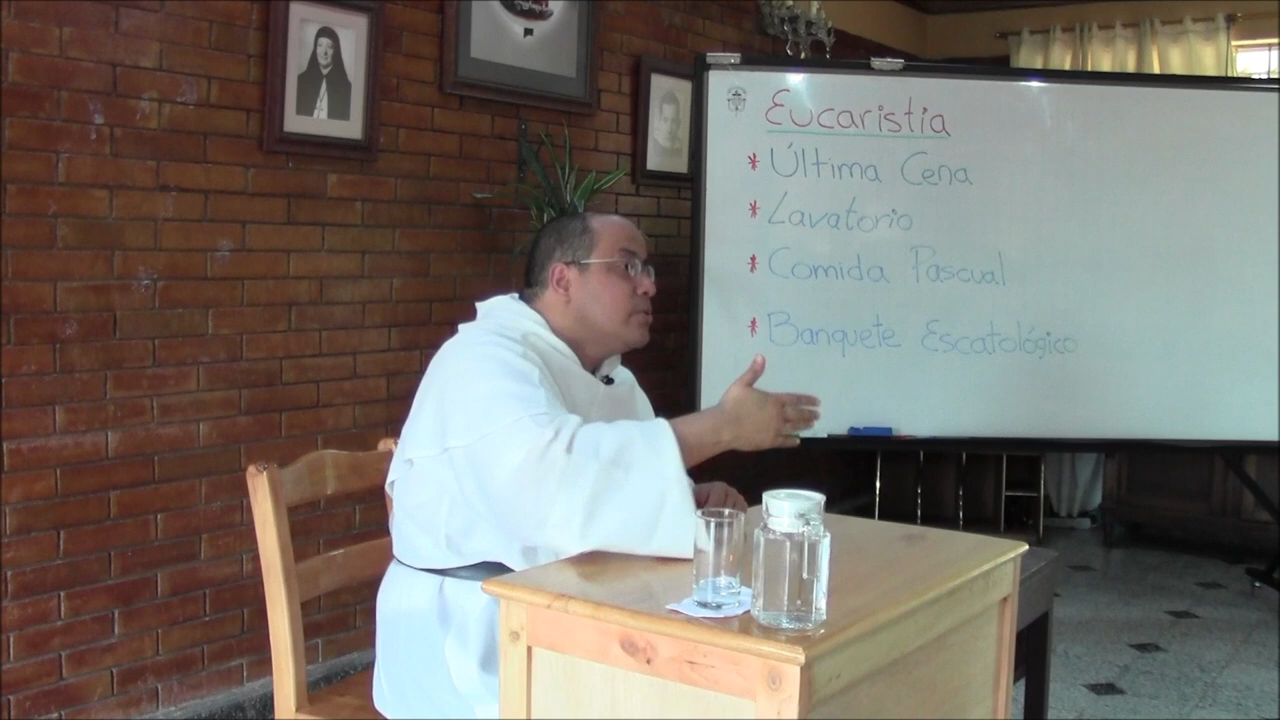 Eucaristía
* Última Cena
* Lavatorio
* Comida Pascual
* Banquete Escatológico